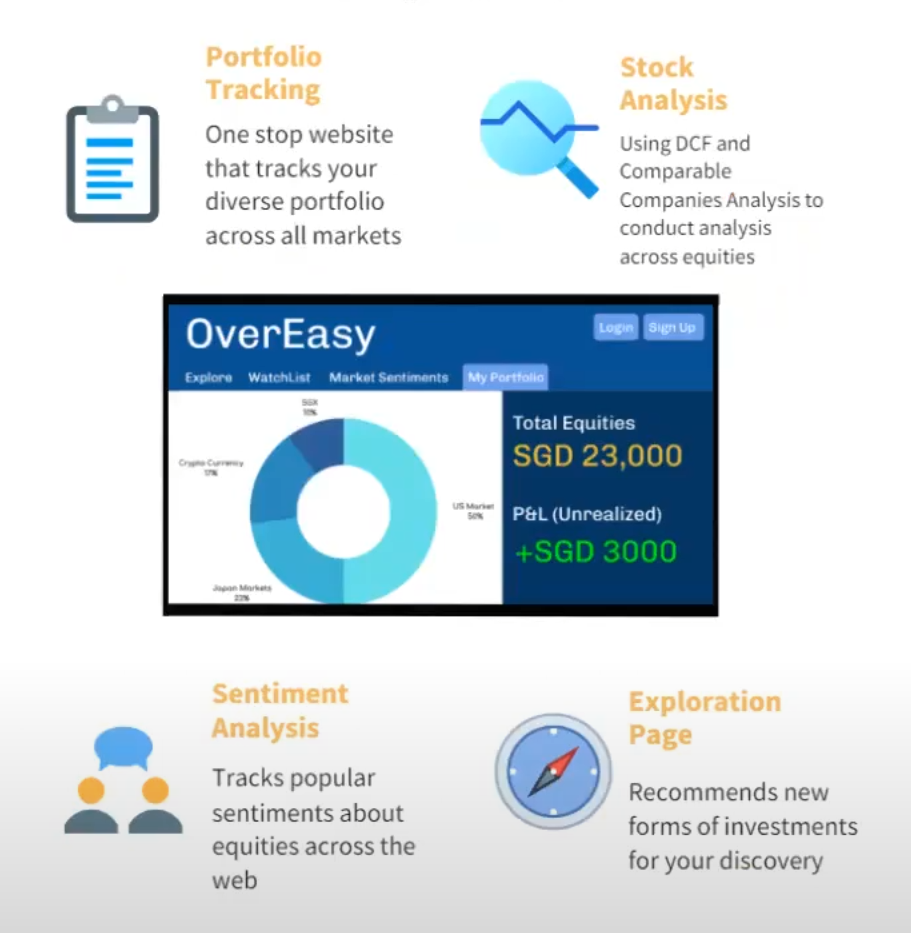 Portfolio
Tracking
One stop website
that tracks your
diverse portfolio
across all markets
Stock
Analysis
Using DCF and
Comparable
Companies Analysis to
conduct analysis
across equities
OverEasy
Login
Sign Up
Explore
WatchList
Market Sentiments
My Portfolio
SGX
10%
Crypto Currency
17%
US Market
50%
Japan Markets
23%
Total Equities
SGD 23,000
P&L (Unrealized)
+SGD 3000
Sentiment
Analysis
Tracks popular
sentiments about
equities across the
web
Exploration
Page
Recommends new
forms of investments
for your discovery